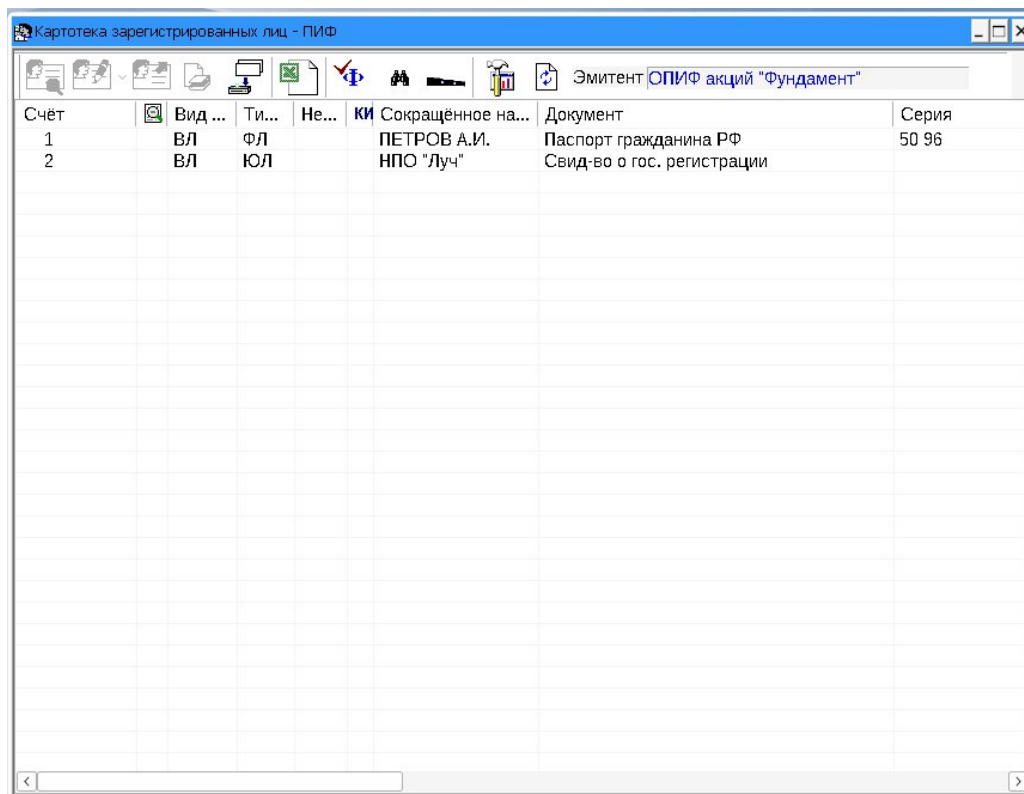 Картотека зарегистрированных лиц - ПИФ
Эмитент ОПИФ акций "Фундамент"
Счёт Вид ... Ти... Не... КИ Сокращённое на... Документ Серия
1 ВЛ ФЛ ПЕТРОВ А.И. Паспорт гражданина РФ 50 96
2 ВЛ ЮЛ НПО "Луч" Свид-во о гос. регистрации